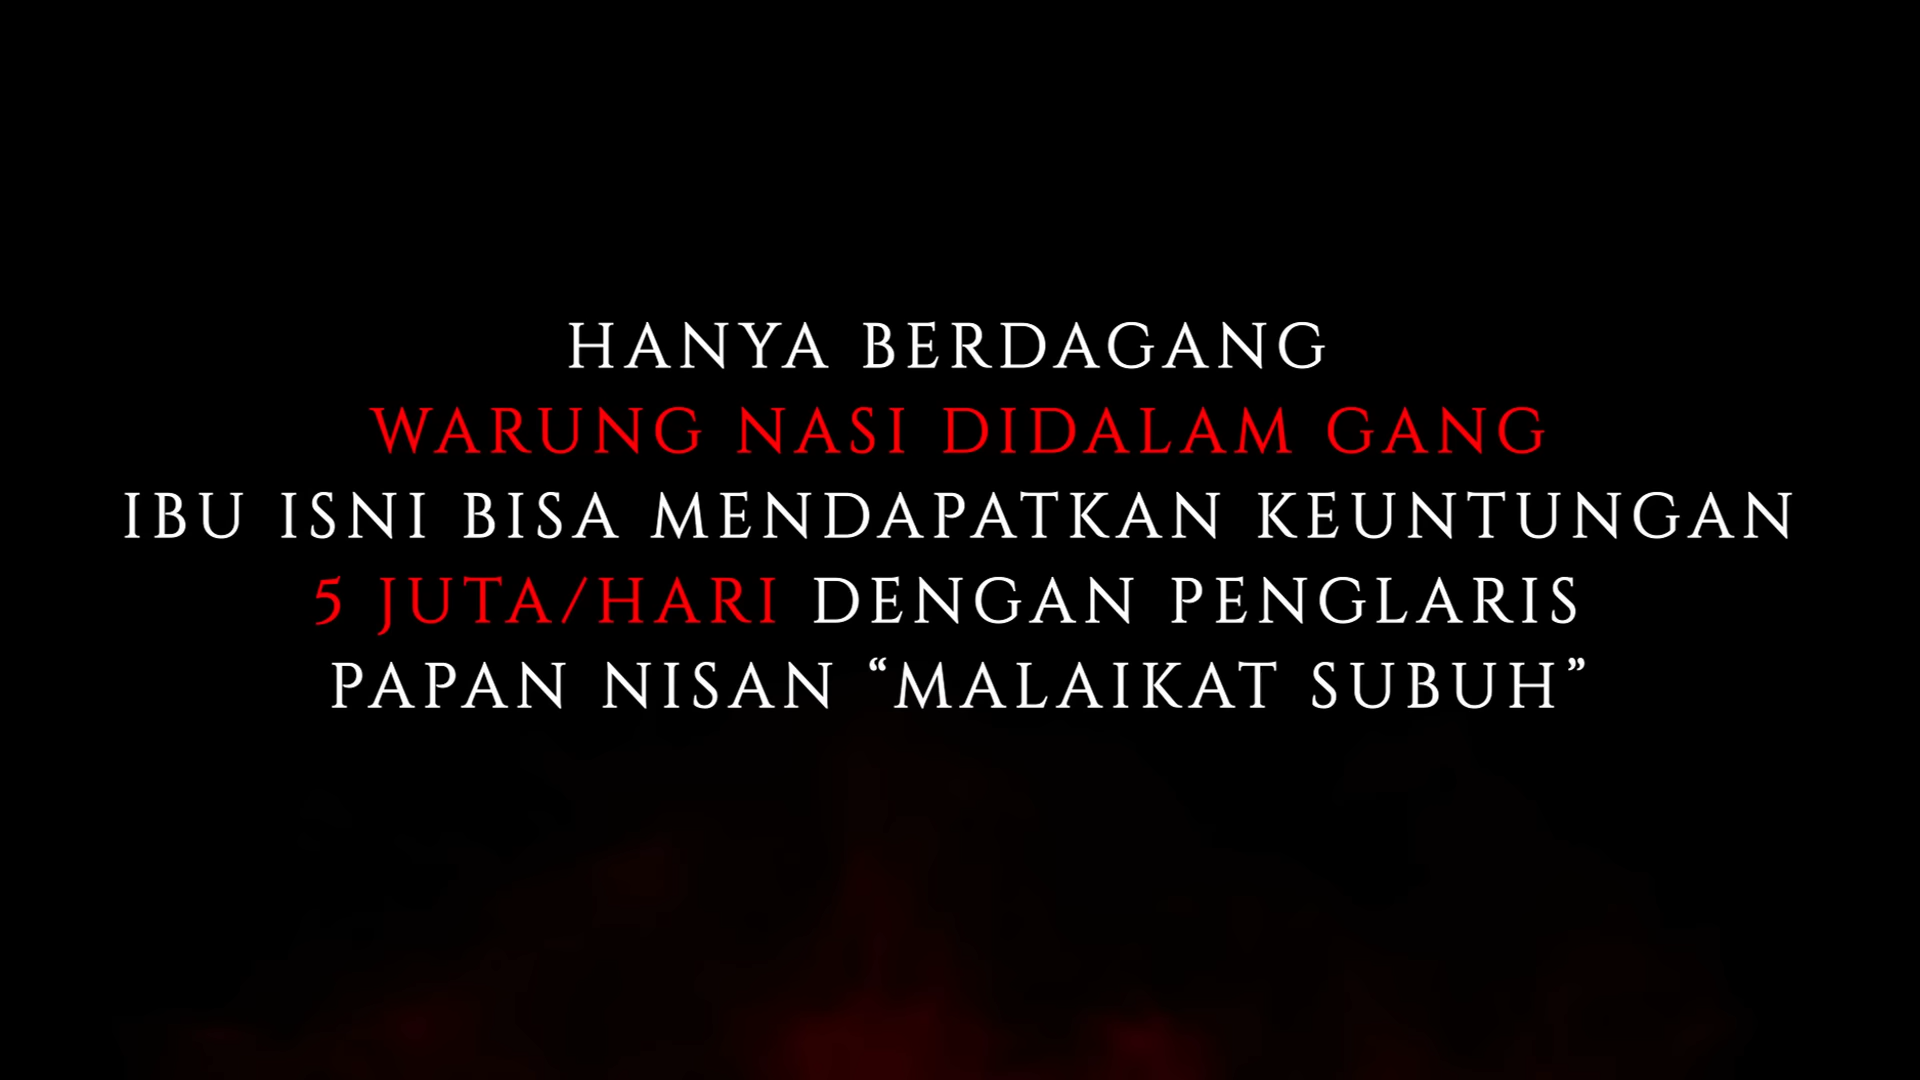 HANYA BERDAGANG
WARUNG NASI DIDALAM GANG
IBU ISNI BISA MENDAPATKAN KEUNTUNGAN
5 JUTA/HARI DENGAN PENGLARIS
PAPAN NISAN “MALAIKAT SUBUH”